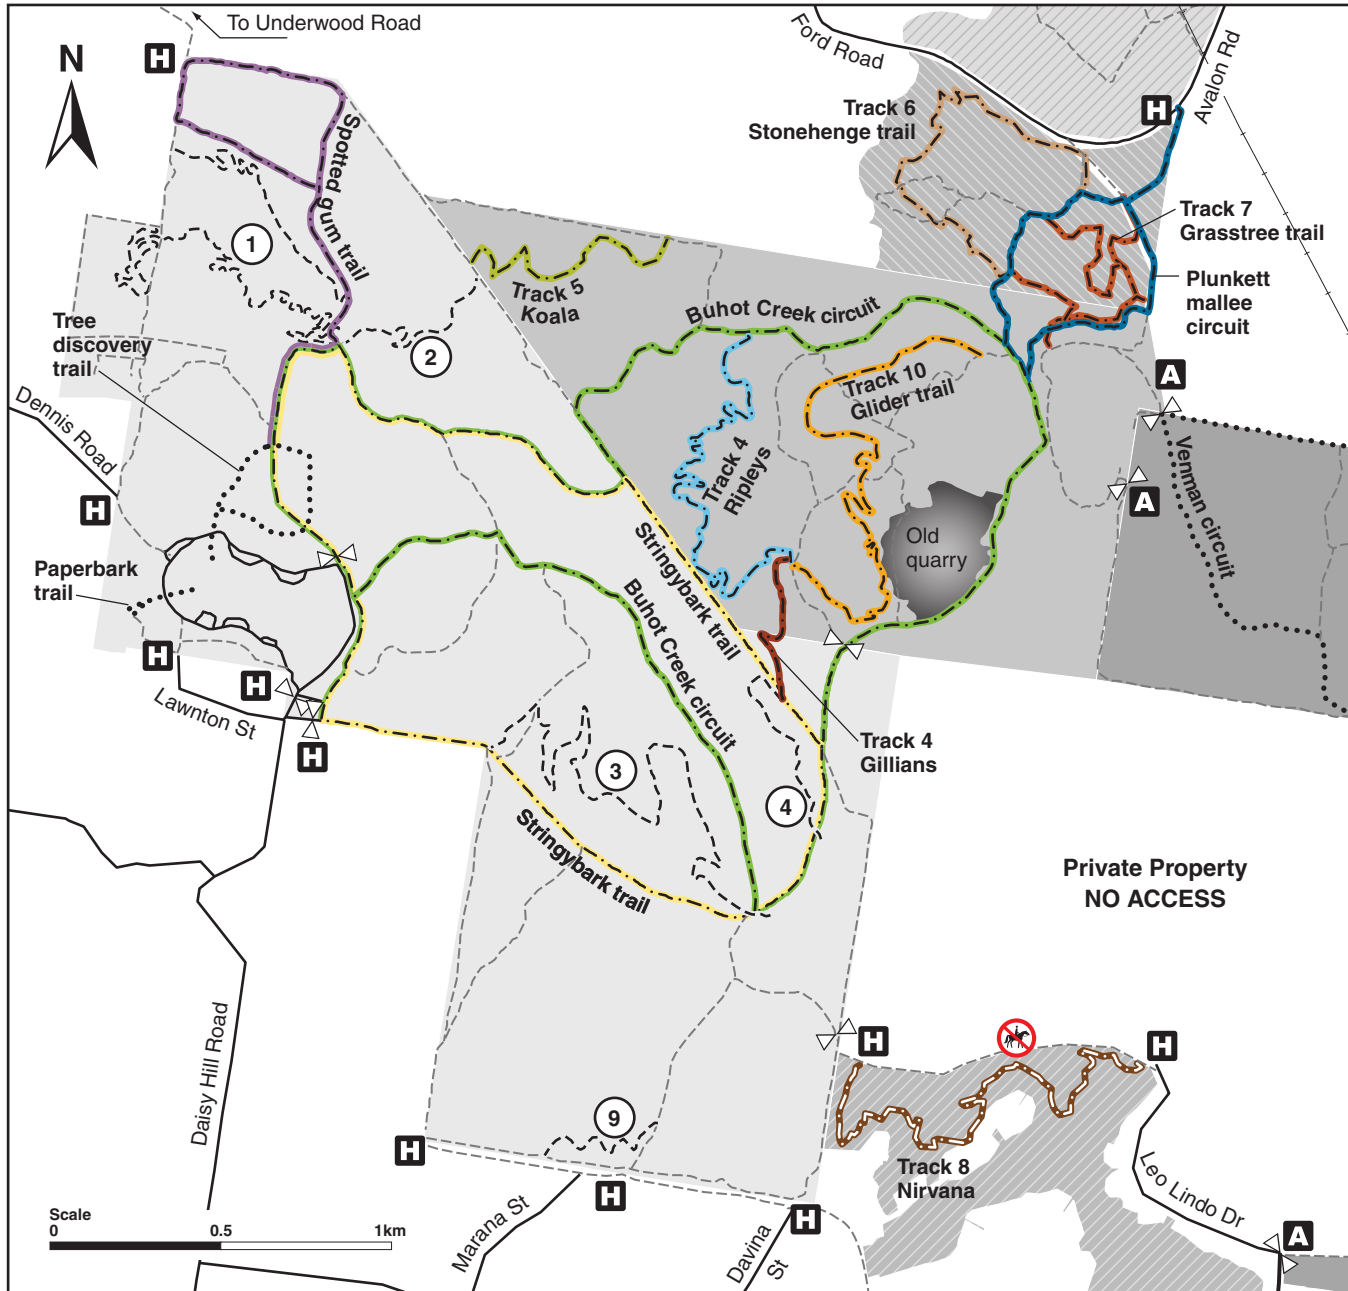 To Underwood Road
H
N
Ford Road
Avalon Rd
H
Track 6
Stonehenge trail
Spotted gum trail
Track 7
Grasstree trail
1
Track 5
Koala
Plunkett
mallee
circuit
Buhot Creek circuit
Tree
discovery
trail
2
Track 10
Glider trail
A
Dennis Road
Track 4
Ripleys
Venman circuit
H
A
Old
quarry
Stringybark trail
Paperbark
trail
Buhot Creek circuit
H
H
Lawnton St
H
Track 4
Gillians
3
4
Stringybark trail
Private Property
NO ACCESS
Daisy Hill Road
H
H
9
H
Track 8
Nirvana
Leo Lindo Dr
H
Marana St
Davina
St
H
A
Scale
0
0.5
1km